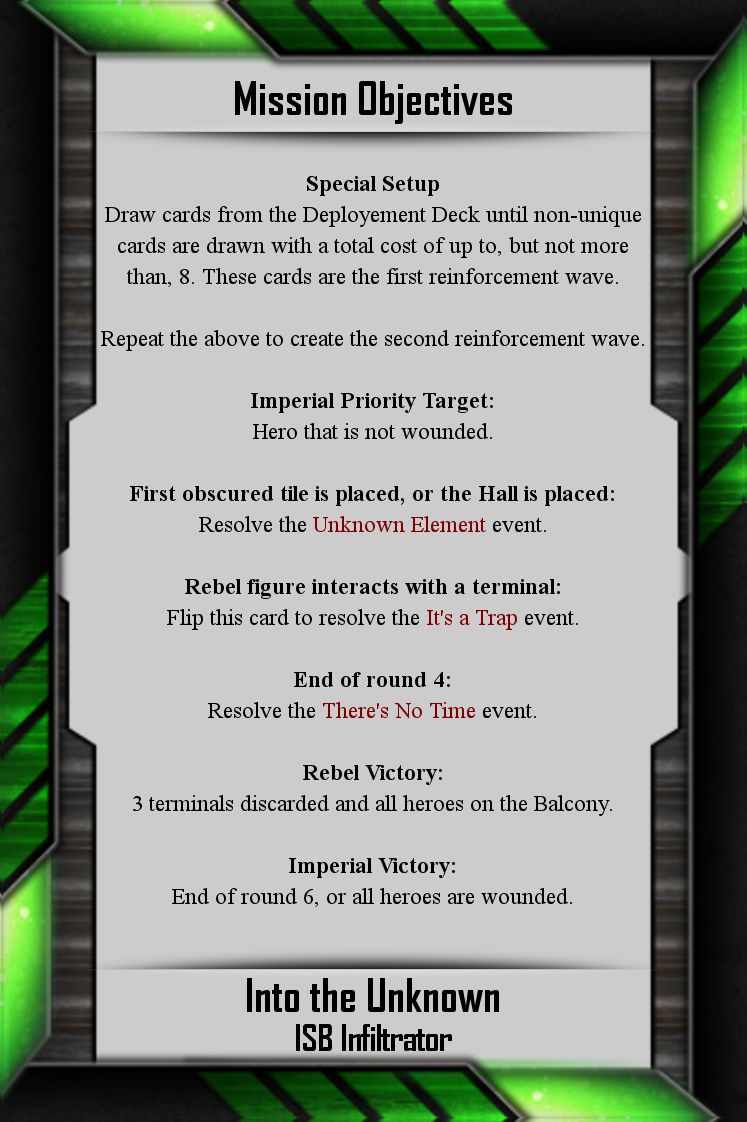 Mission Objectives
Special Setup
Draw cards from the Deployement Deck until non-unique
cards are drawn with a total cost of up to, but not more
than, 8. These cards are the first reinforcement wave.
Repeat the above to create the second reinforcement wave.
Imperial Priority Target:
Hero that is not wounded.
First obscured tile is placed, or the Hall is placed:
Resolve the Unknown Element event.
Rebel figure interacts with a terminal:
Flip this card to resolve the It's a Trap event.
End of round 4:
Resolve the There's No Time event.
Rebel Victory:
3 terminals discarded and all heroes on the Balcony.
Imperial Victory:
End of round 6, or all heroes are wounded.
Into the Unknown
ISB Infiltrator